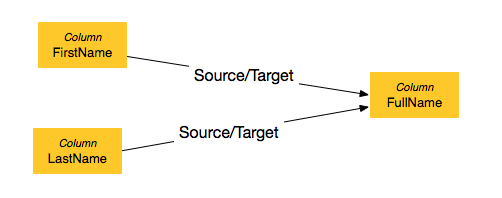 Column
FirstName
Source/Target
Column
FullName
Source/Target
Column
LastName